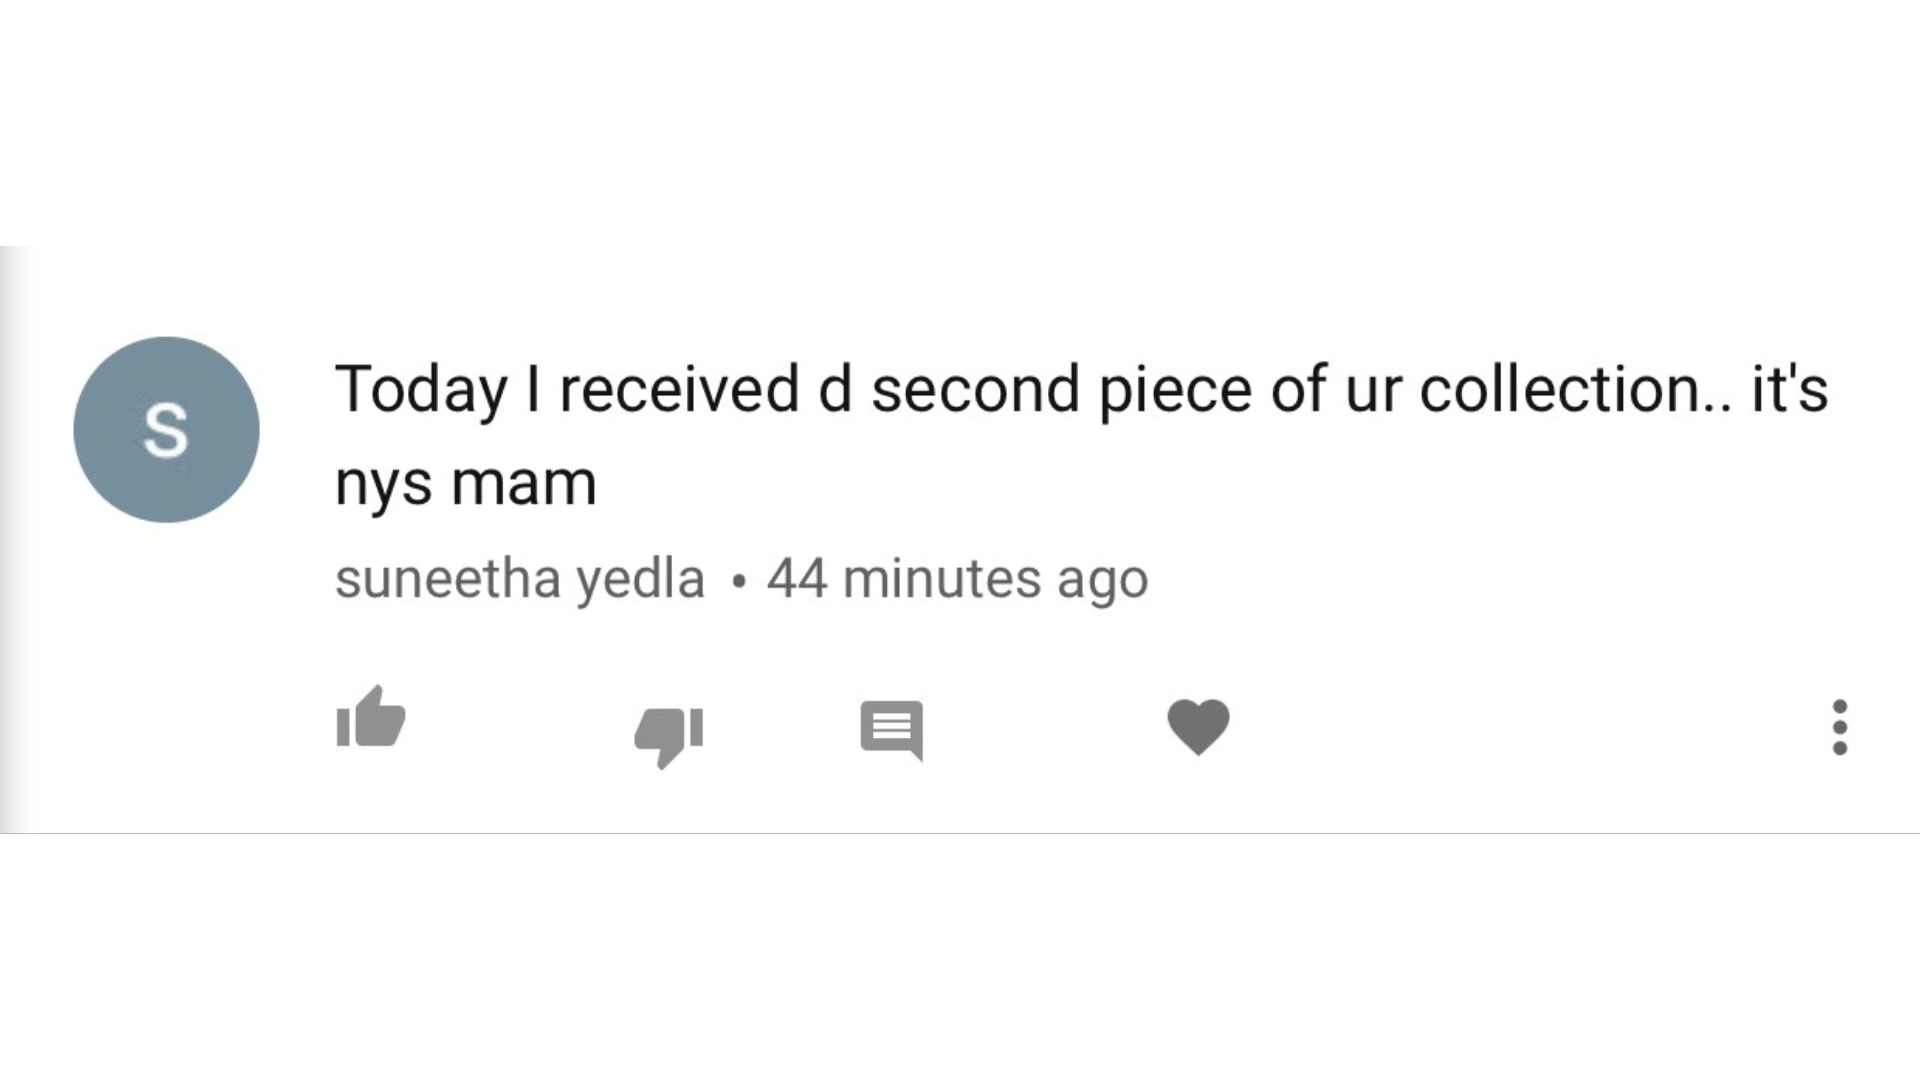 S
Today I received d second piece of ur collection.. it's
nys mam
suneetha yedla • 44 minutes ago